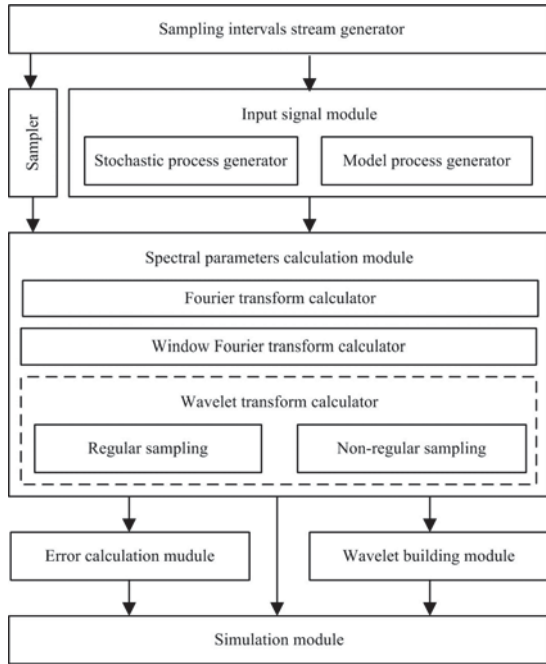 Sampling intervals stream generator
Sampler
Input signal module
Stochastic process generator
Model process generator
Spectral parameters calculation module
Fourier transform calculator
Window Fourier transform calculator
Wavelet transform calculator
Regular sampling
Non-regular sampling
Error calculation mudule
Wavelet building module
Simulation module